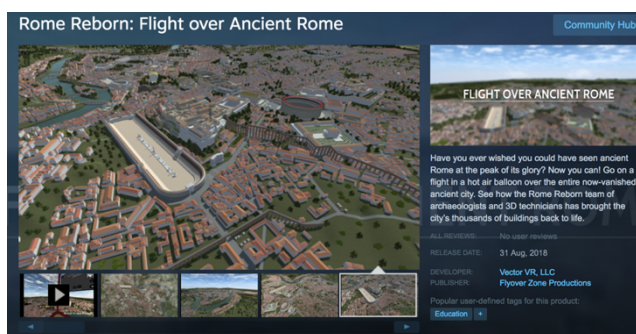 Rome Reborn: Flight over Ancient Rome
Community Hub
FLIGHT OVER ANCIENT ROME
Have you ever wished you could have seen ancient
Rome at the peak of its glory? Now you can! Go on a
flight in a hot air balloon over the entire now-vanished
ancient city. See how the Rome Reborn team of
archaeologists and 3D technicians has brought the
city's thousands of buildings back to life.
ALL REVIEWS: No user reviews
RELEASE DATE: 31 Aug, 2018
DEVELOPER: Vector VR, LLC
PUBLISHER: Flyover Zone Productions
Popular user-defined tags for this product:
Education +